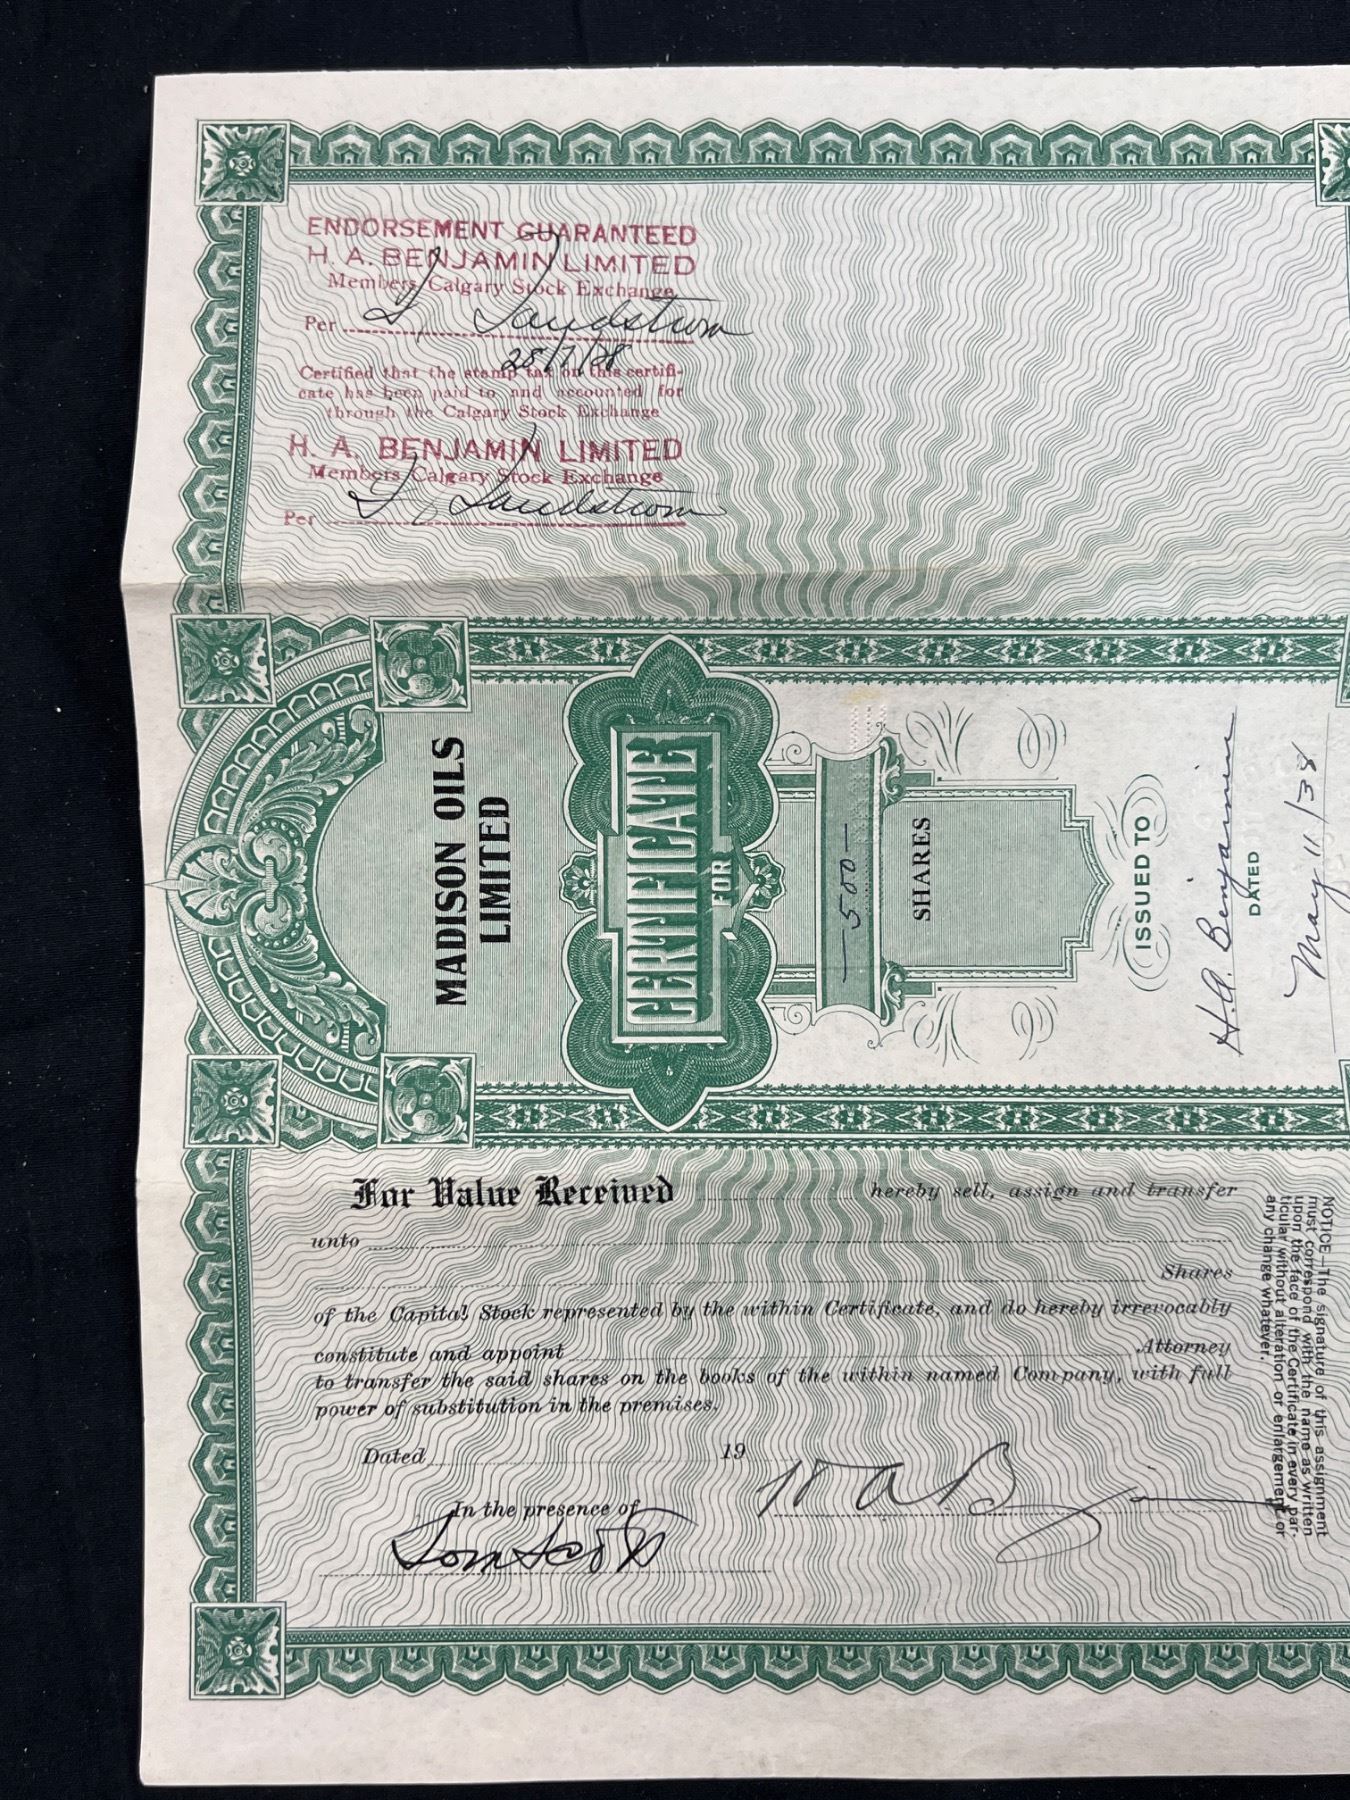 ENDORSEMENT GUARANTEED
H. A. BENJAMIN LIMITED
Members Calgary Stock Exchange
Per
Certified that the stamp tax on this certifi-
cate has been paid to and accounted for
through the Calgary Stock Exchange
H. A. BENJAMIN LIMITED
Members Calgary Stock Exchange
Per
MADISON OILS
LIMITED
CERTIFICATE
FOR
—500—
SHARES
ISSUED TO
H.A. Benjamin
DATED
May 11/38
For Value Received hereby sell, assign and transfer
unto
Shares
of the Capital Stock represented by the within Certificate, and do hereby irrevocably
constitute and appoint Attorney
to transfer the said shares on the books of the within named Company, with full
power of substitution in the premises.
Dated 19
In the presence of
Tom Scott
NOTICE—The signature of this assignment
must correspond with the name as written
upon the face of the Certificate in every par-
ticular without alteration or enlargement or
any change whatever.